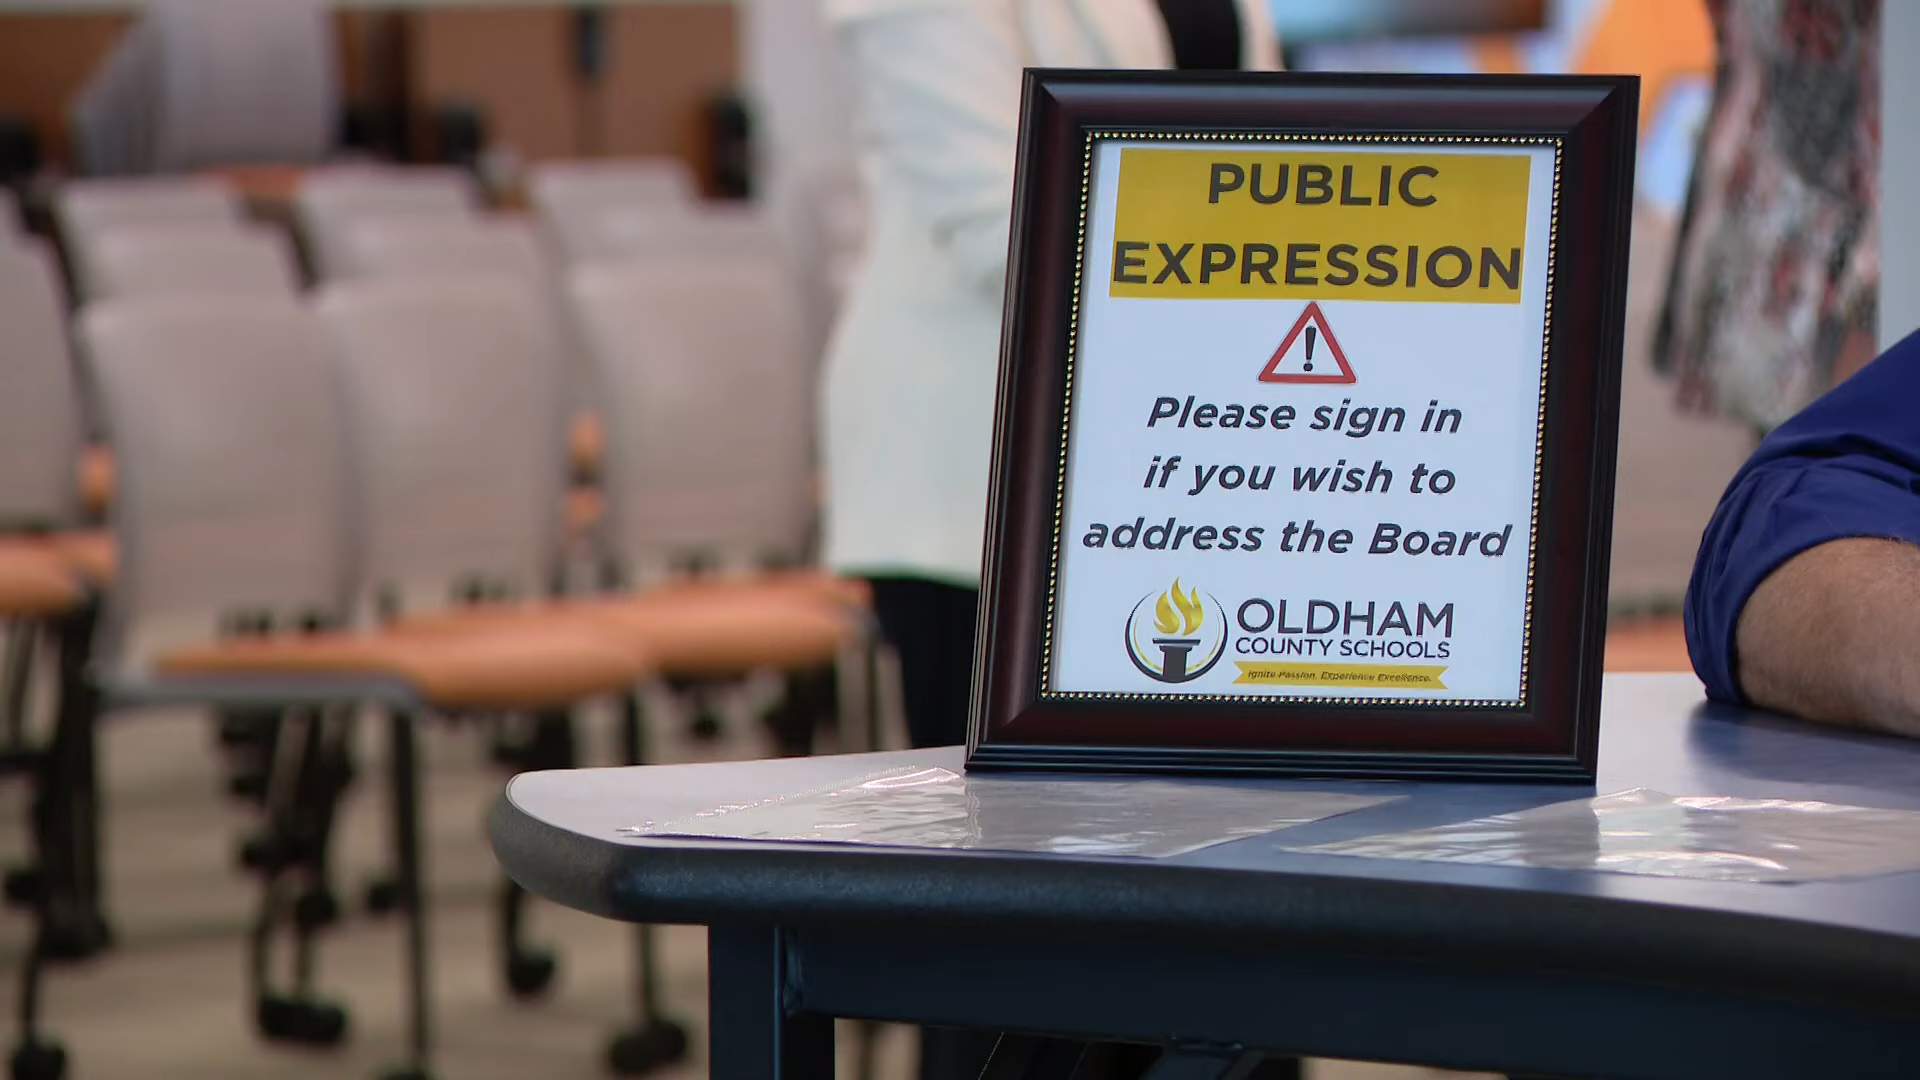 PUBLIC
EXPRESSION
!
Please sign in
if you wish to
address the Board
OLDHAM
COUNTY SCHOOLS
Ignite Passion. Experience Excellence.